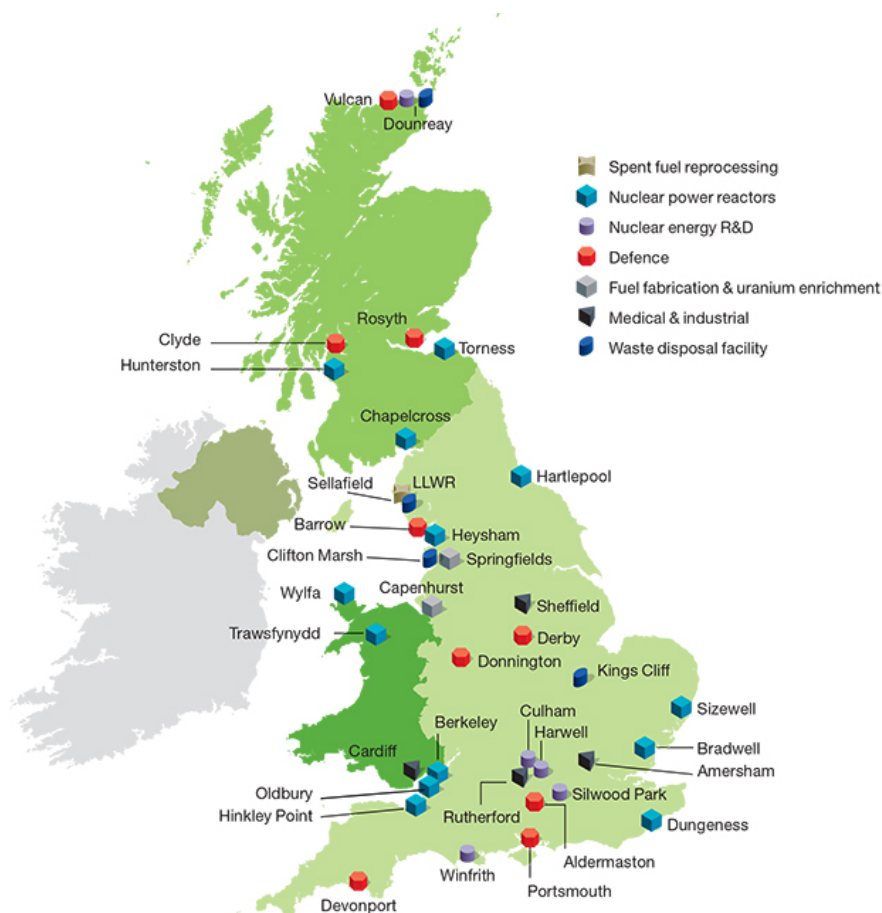 Vulcan
Dounreay
Spent fuel reprocessing
Nuclear power reactors
Nuclear energy R&D
Defence
Fuel fabrication & uranium enrichment
Medical & industrial
Waste disposal facility
Rosyth
Clyde
Torness
Hunterston
Chapelcross
Hartlepool
Sellafield
LLWR
Barrow
Heysham
Clifton Marsh
Springfields
Wylfa
Capenhurst
Sheffield
Trawsfynydd
Derby
Donnington
Kings Cliff
Sizewell
Culham
Berkeley
Harwell
Bradwell
Cardiff
Amersham
Oldbury
Silwood Park
Hinkley Point
Rutherford
Dungeness
Aldermaston
Winfrith
Portsmouth
Devonport